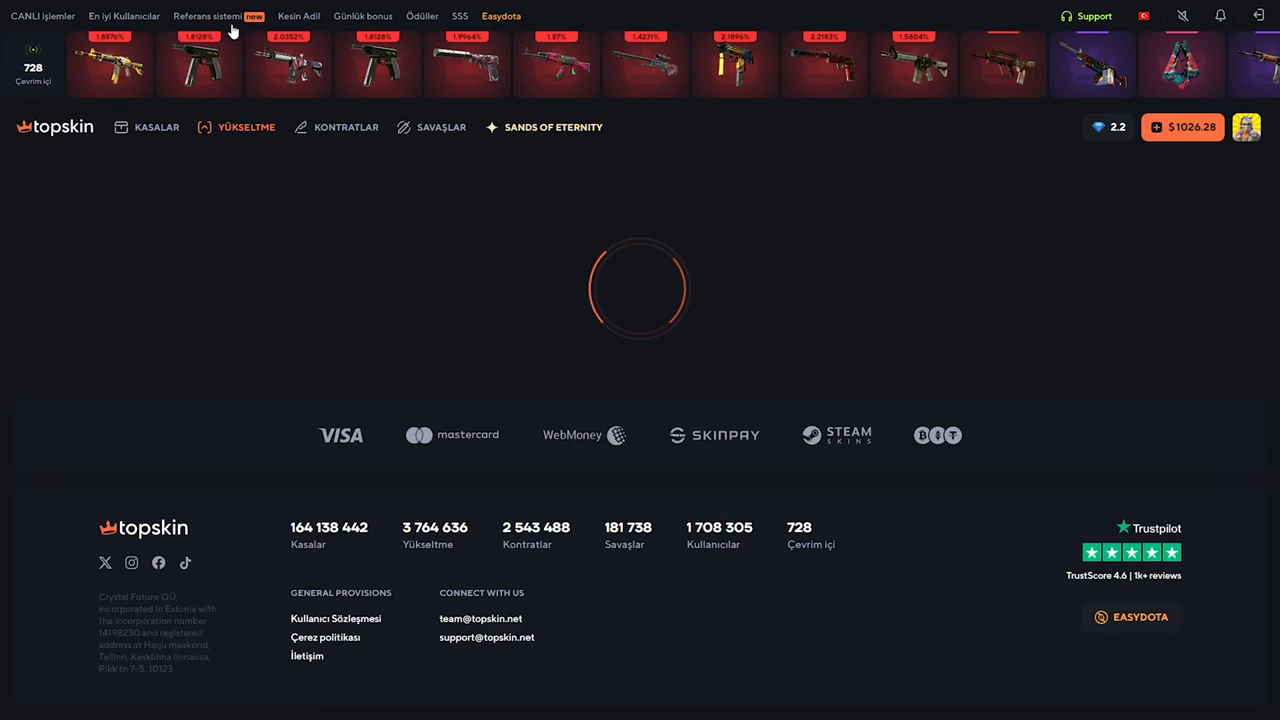 CANLI işlemler En iyi Kullanıcılar Referans sistemi new Kesin Adil Günlük bonus Ödüller SSS Easydota Support
1.8876% 1.8128% 2.0352% 1.8128% 1.9964% 1.87% 1.4231% 2.1896% 2.2183% 1.5804%
728
Çevrim içi
topskin KASALAR YÜKSELTME KONTRATLAR SAVAŞLAR SANDS OF ETERNITY 2.2 $1026.28
VISA mastercard WebMoney SKINPAY STEAM SKINS
topskin
164 138 442 3 764 636 2 543 488 181 738 1 708 305 728
Kasalar Yükseltme Kontratlar Savaşlar Kullanıcılar Çevrim içi
Trustpilot
TrustScore 4.6 | 1k+ reviews
EASYDOTA
Crystal Future OÜ,
incorporated in Estonia with
the incorporation number
14198230 and registered
address at Harju maakond,
Tallinn, Kesklinna linnaosa,
Pikk tn 7-5, 10123
GENERAL PROVISIONS
Kullanıcı Sözleşmesi
Çerez politikası
İletişim
CONNECT WITH US
team@topskin.net
support@topskin.net